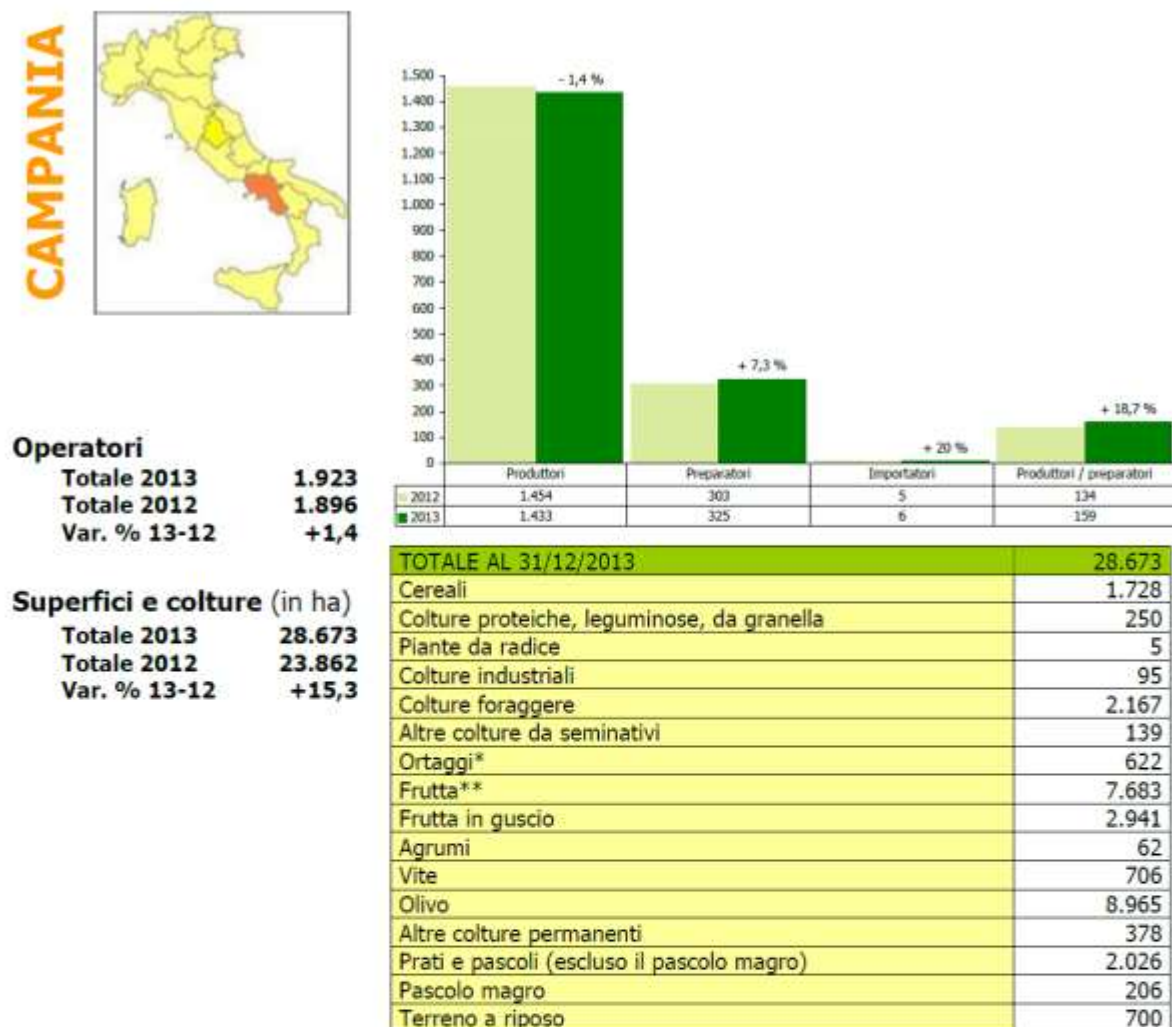 CAMPANIA
Operatori
Totale 2013 1.923
Totale 2012 1.896
Var. % 13-12 +1,4
Superfici e colture (in ha)
Totale 2013 28.673
Totale 2012 23.862
Var. % 13-12 +15,3
1.500
1.400
1.300
1.200
1.100
1.000
900
800
700
600
500
400
300
200
100
0
- 1,4 %
+ 7,3 %
+ 20 %
+ 18,7 %
Produttori Preparatori Importatori Produttori / preparatori
2012 1.454 303 5 134
2013 1.433 325 6 159
TOTALE AL 31/12/2013 28.673
Cereali 1.728
Colture proteiche, leguminose, da granella 250
Piante da radice 5
Colture industriali 95
Colture foraggere 2.167
Altre colture da seminativi 139
Ortaggi* 622
Frutta** 7.683
Frutta in guscio 2.941
Agrumi 62
Vite 706
Olivo 8.965
Altre colture permanenti 378
Prati e pascoli (escluso il pascolo magro) 2.026
Pascolo magro 206
Terreno a riposo 700